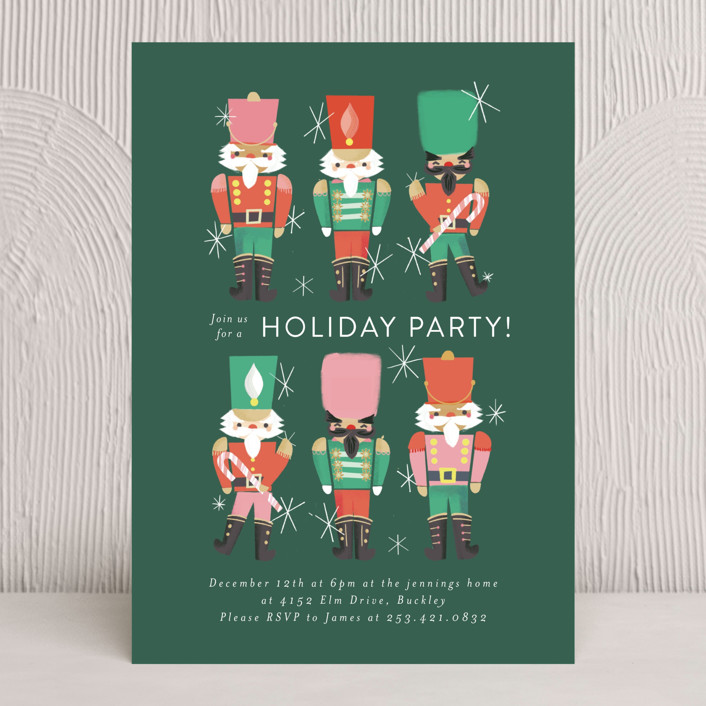 Join us
for a
HOLIDAY PARTY!
December 12th at 6pm at the jennings home
at 4152 Elm Drive, Buckley
Please RSVP to James at 253.421.0832